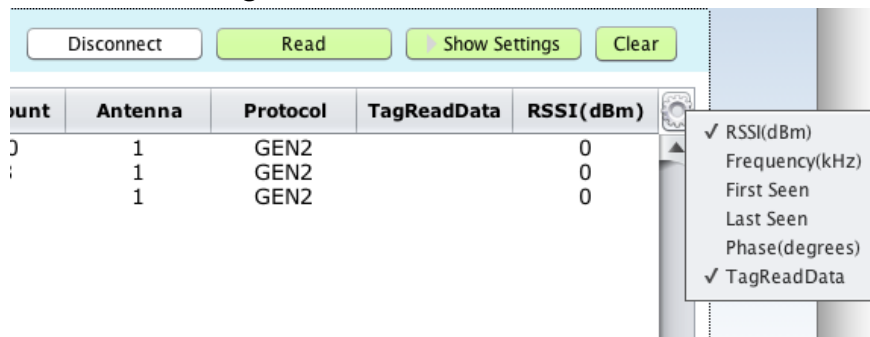 Disconnect Read Show Settings Clear
Antenna Protocol TagReadData RSSI(dBm)
1 GEN2 0
1 GEN2 0
1 GEN2 0
✓ RSSI(dBm)
Frequency(kHz)
First Seen
Last Seen
Phase(degrees)
✓ TagReadData